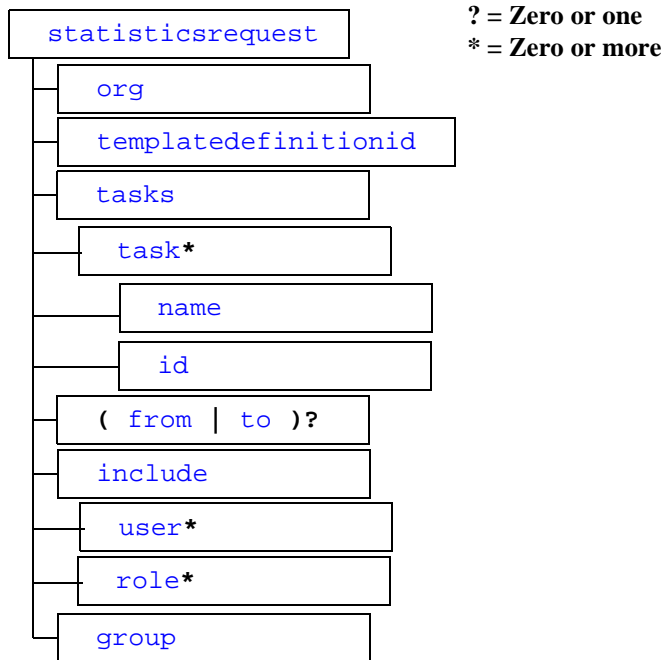 statisticsrequest
? = Zero or one
* = Zero or more
org
templatedefinitionid
tasks
task*
name
id
( from | to )?
include
user*
role*
group